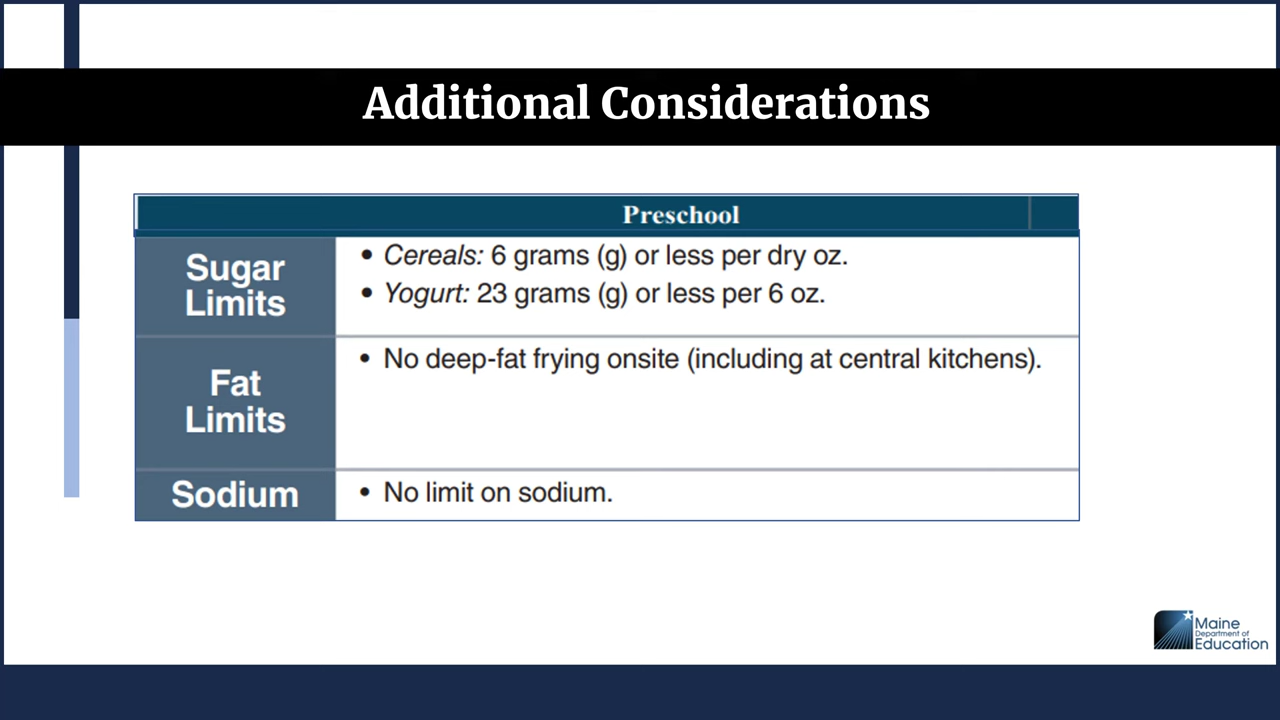 Additional Considerations
Preschool
Sugar
Limits
• Cereals: 6 grams (g) or less per dry oz.
• Yogurt: 23 grams (g) or less per 6 oz.
Fat
Limits
• No deep-fat frying onsite (including at central kitchens).
Sodium
• No limit on sodium.
Maine
Department of
Education